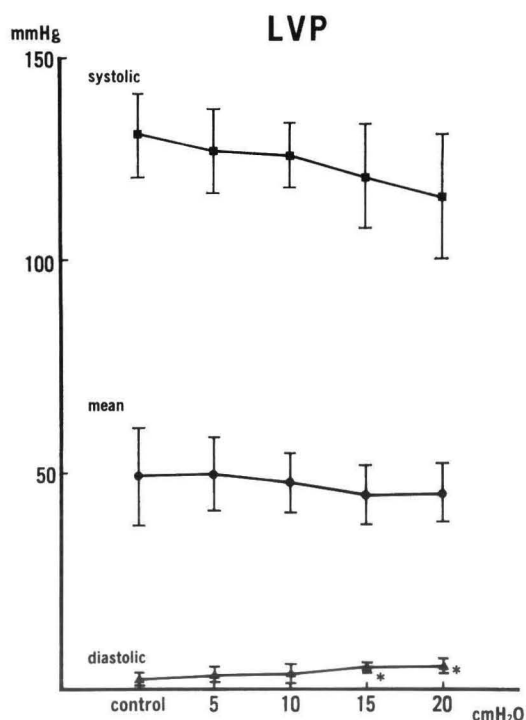 LVP
mmHg
150
systolic
100
mean
50
diastolic
*
*
control 5 10 15 20
cmH₂O